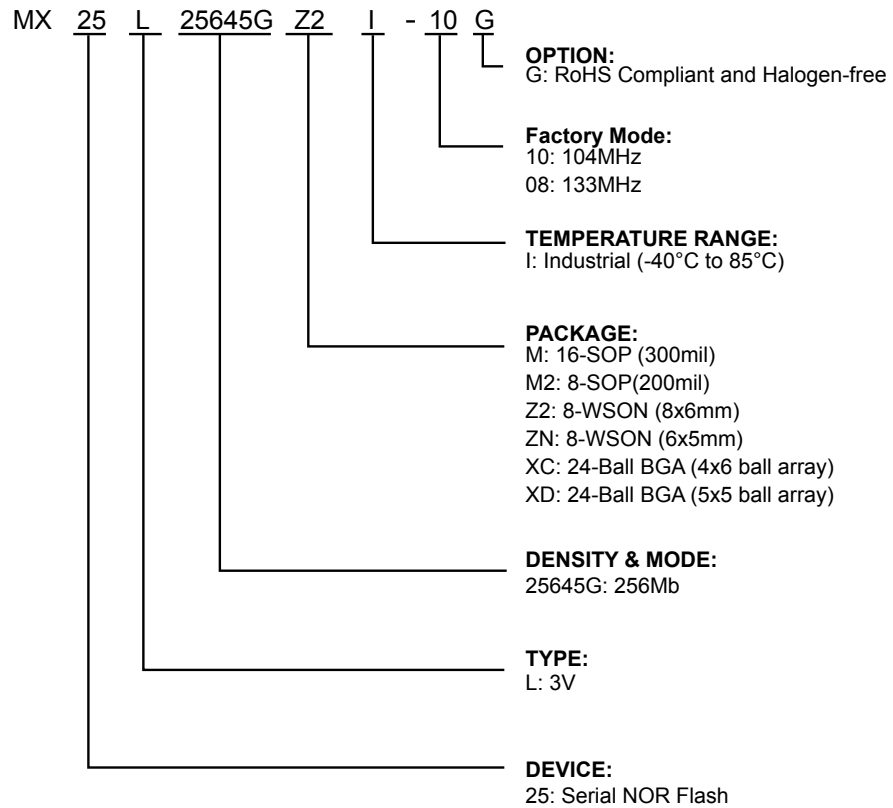 MX 25 L 25645G Z2 I - 10 G
OPTION:
G: RoHS Compliant and Halogen-free
Factory Mode:
10: 104MHz
08: 133MHz
TEMPERATURE RANGE:
I: Industrial (-40°C to 85°C)
PACKAGE:
M: 16-SOP (300mil)
M2: 8-SOP(200mil)
Z2: 8-WSON (8x6mm)
ZN: 8-WSON (6x5mm)
XC: 24-Ball BGA (4x6 ball array)
XD: 24-Ball BGA (5x5 ball array)
DENSITY & MODE:
25645G: 256Mb
TYPE:
L: 3V
DEVICE:
25: Serial NOR Flash